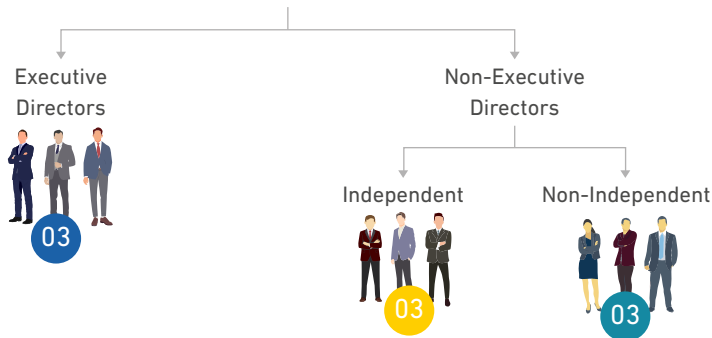 Executive
Directors
03
Non-Executive
Directors
Independent
03
Non-Independent
03